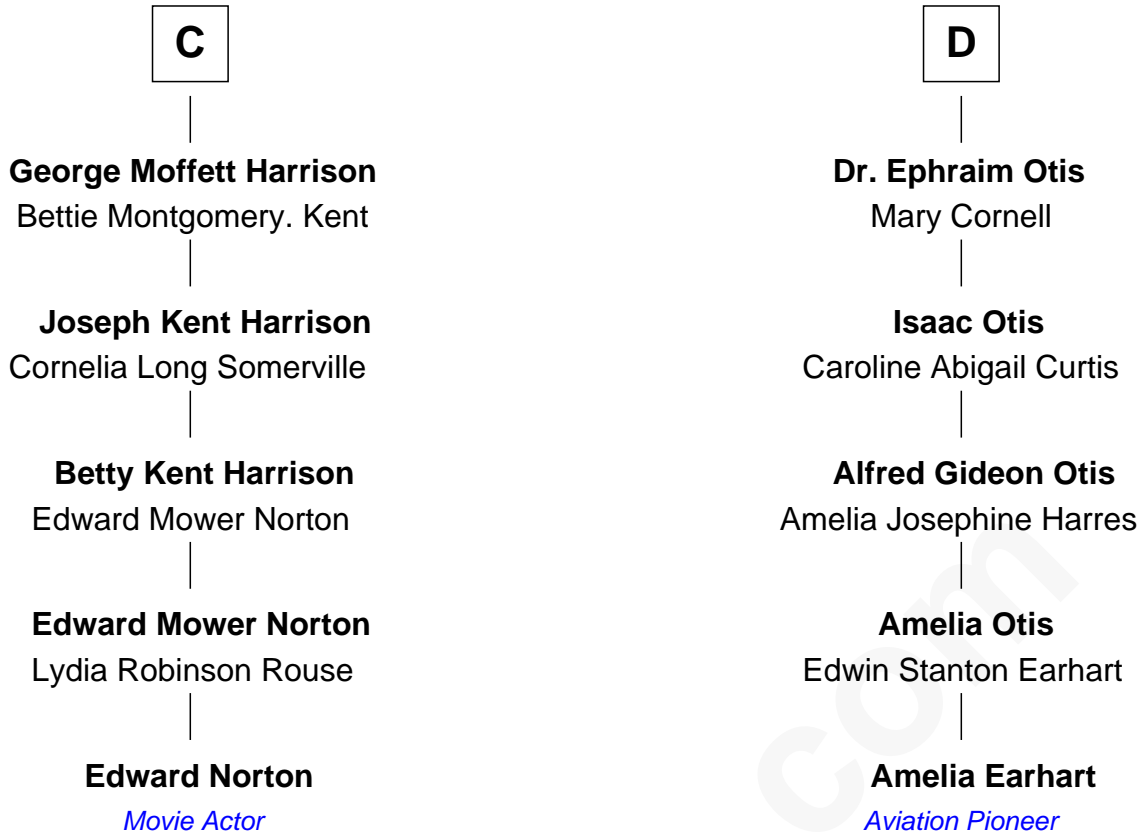 C
George Moffett Harrison
Bettie Montgomery. Kent
Joseph Kent Harrison
Cornelia Long Somerville
Betty Kent Harrison
Edward Mower Norton
Edward Mower Norton
Lydia Robinson Rouse
Edward Norton
Movie Actor
D
Dr. Ephraim Otis
Mary Cornell
Isaac Otis
Caroline Abigail Curtis
Alfred Gideon Otis
Amelia Josephine Harres
Amelia Otis
Edwin Stanton Earhart
Amelia Earhart
Aviation Pioneer
com